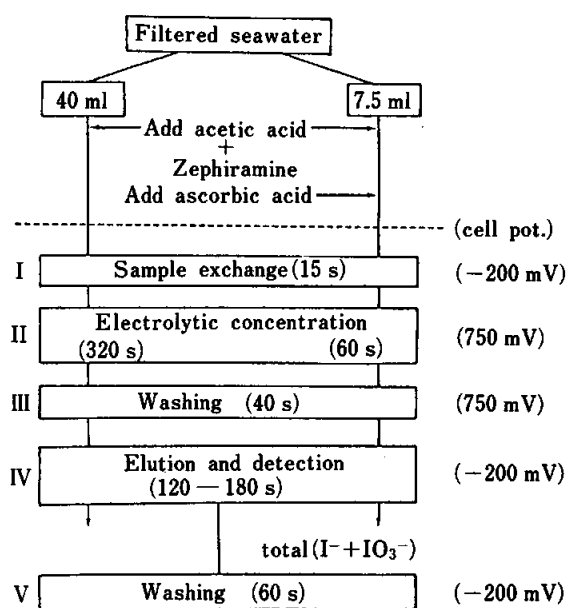 Filtered seawater
40 ml 7.5 ml
Add acetic acid
+
Zephiramine
Add ascorbic acid
(cell pot.)
I Sample exchange (15 s) (−200 mV)
II Electrolytic concentration (750 mV)
(320 s) (60 s)
III Washing (40 s) (750 mV)
IV Elution and detection (−200 mV)
(120 − 180 s)
total (I⁻ + IO₃⁻)
V Washing (60 s) (−200 mV)